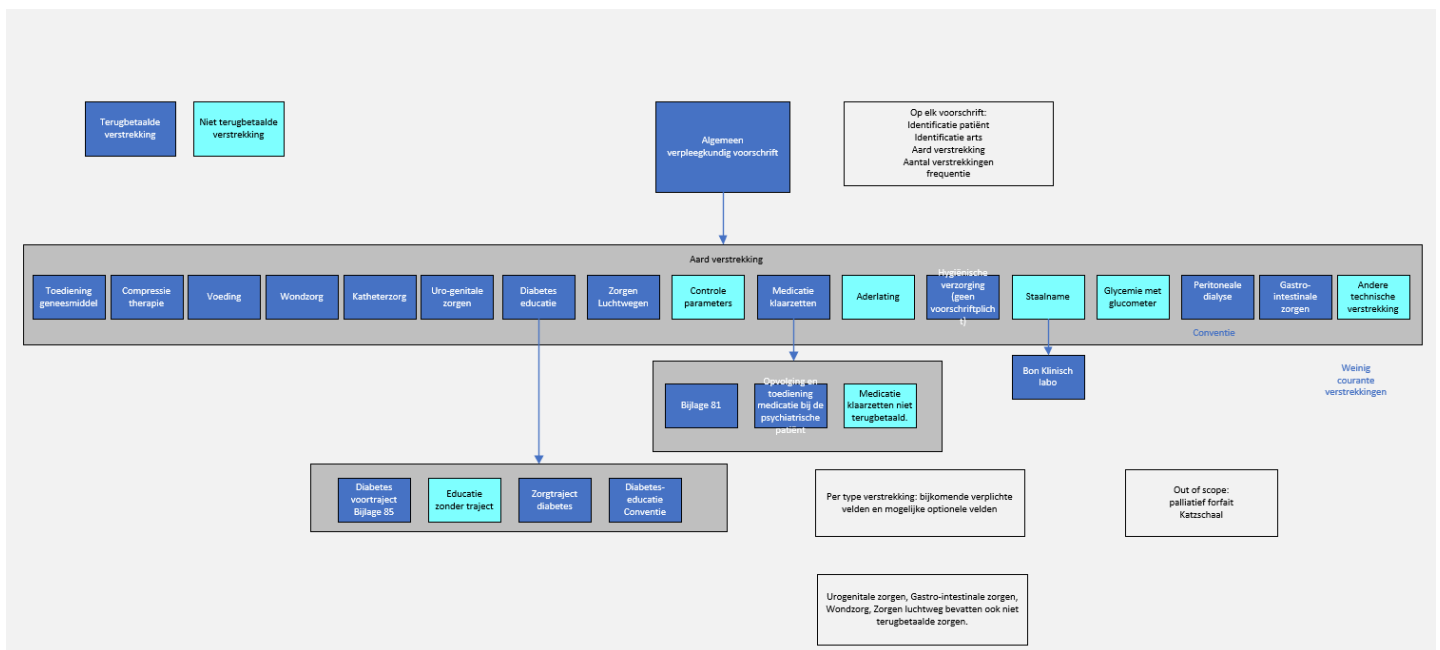 Terugbetaalde
verstrekking
Niet terugbetaalde
verstrekking
Algemeen
verpleegkundig voorschrift
Op elk voorschrift:
Identificatie patiënt
Identificatie arts
Aard verstrekking
Aantal verstrekkingen
frequentie
Aard verstrekking
Toediening
geneesmiddel
Compressie
therapie
Voeding
Wondzorg
Katheterzorg
Uro-genitale
zorgen
Diabetes
educatie
Zorgen
Luchtwegen
Controle
parameters
Medicatie
klaarzetten
Aderlating
Hygiënische
verzorging
(geen
voorschriftplich
t)
Staalname
Glycemie met
glucometer
Peritoneale
dialyse
Gastro-
intestinale
zorgen
Andere
technische
verstrekking
Conventie
Bijlage 81
Opvolging en
toediening
medicatie bij de
psychiatrische
patiënt
Medicatie
klaarzetten niet
terugbetaald.
Bon Klinisch
labo
Weinig
courante
verstrekkingen
Diabetes
voortraject
Bijlage 85
Educatie
zonder traject
Zorgtraject
diabetes
Diabetes-
educatie
Conventie
Per type verstrekking: bijkomende verplichte
velden en mogelijke optionele velden
Out of scope:
palliatief forfait
Katzschaal
Urogenitale zorgen, Gastro-intestinale zorgen,
Wondzorg, Zorgen luchtweg bevatten ook niet
terugbetaalde zorgen.